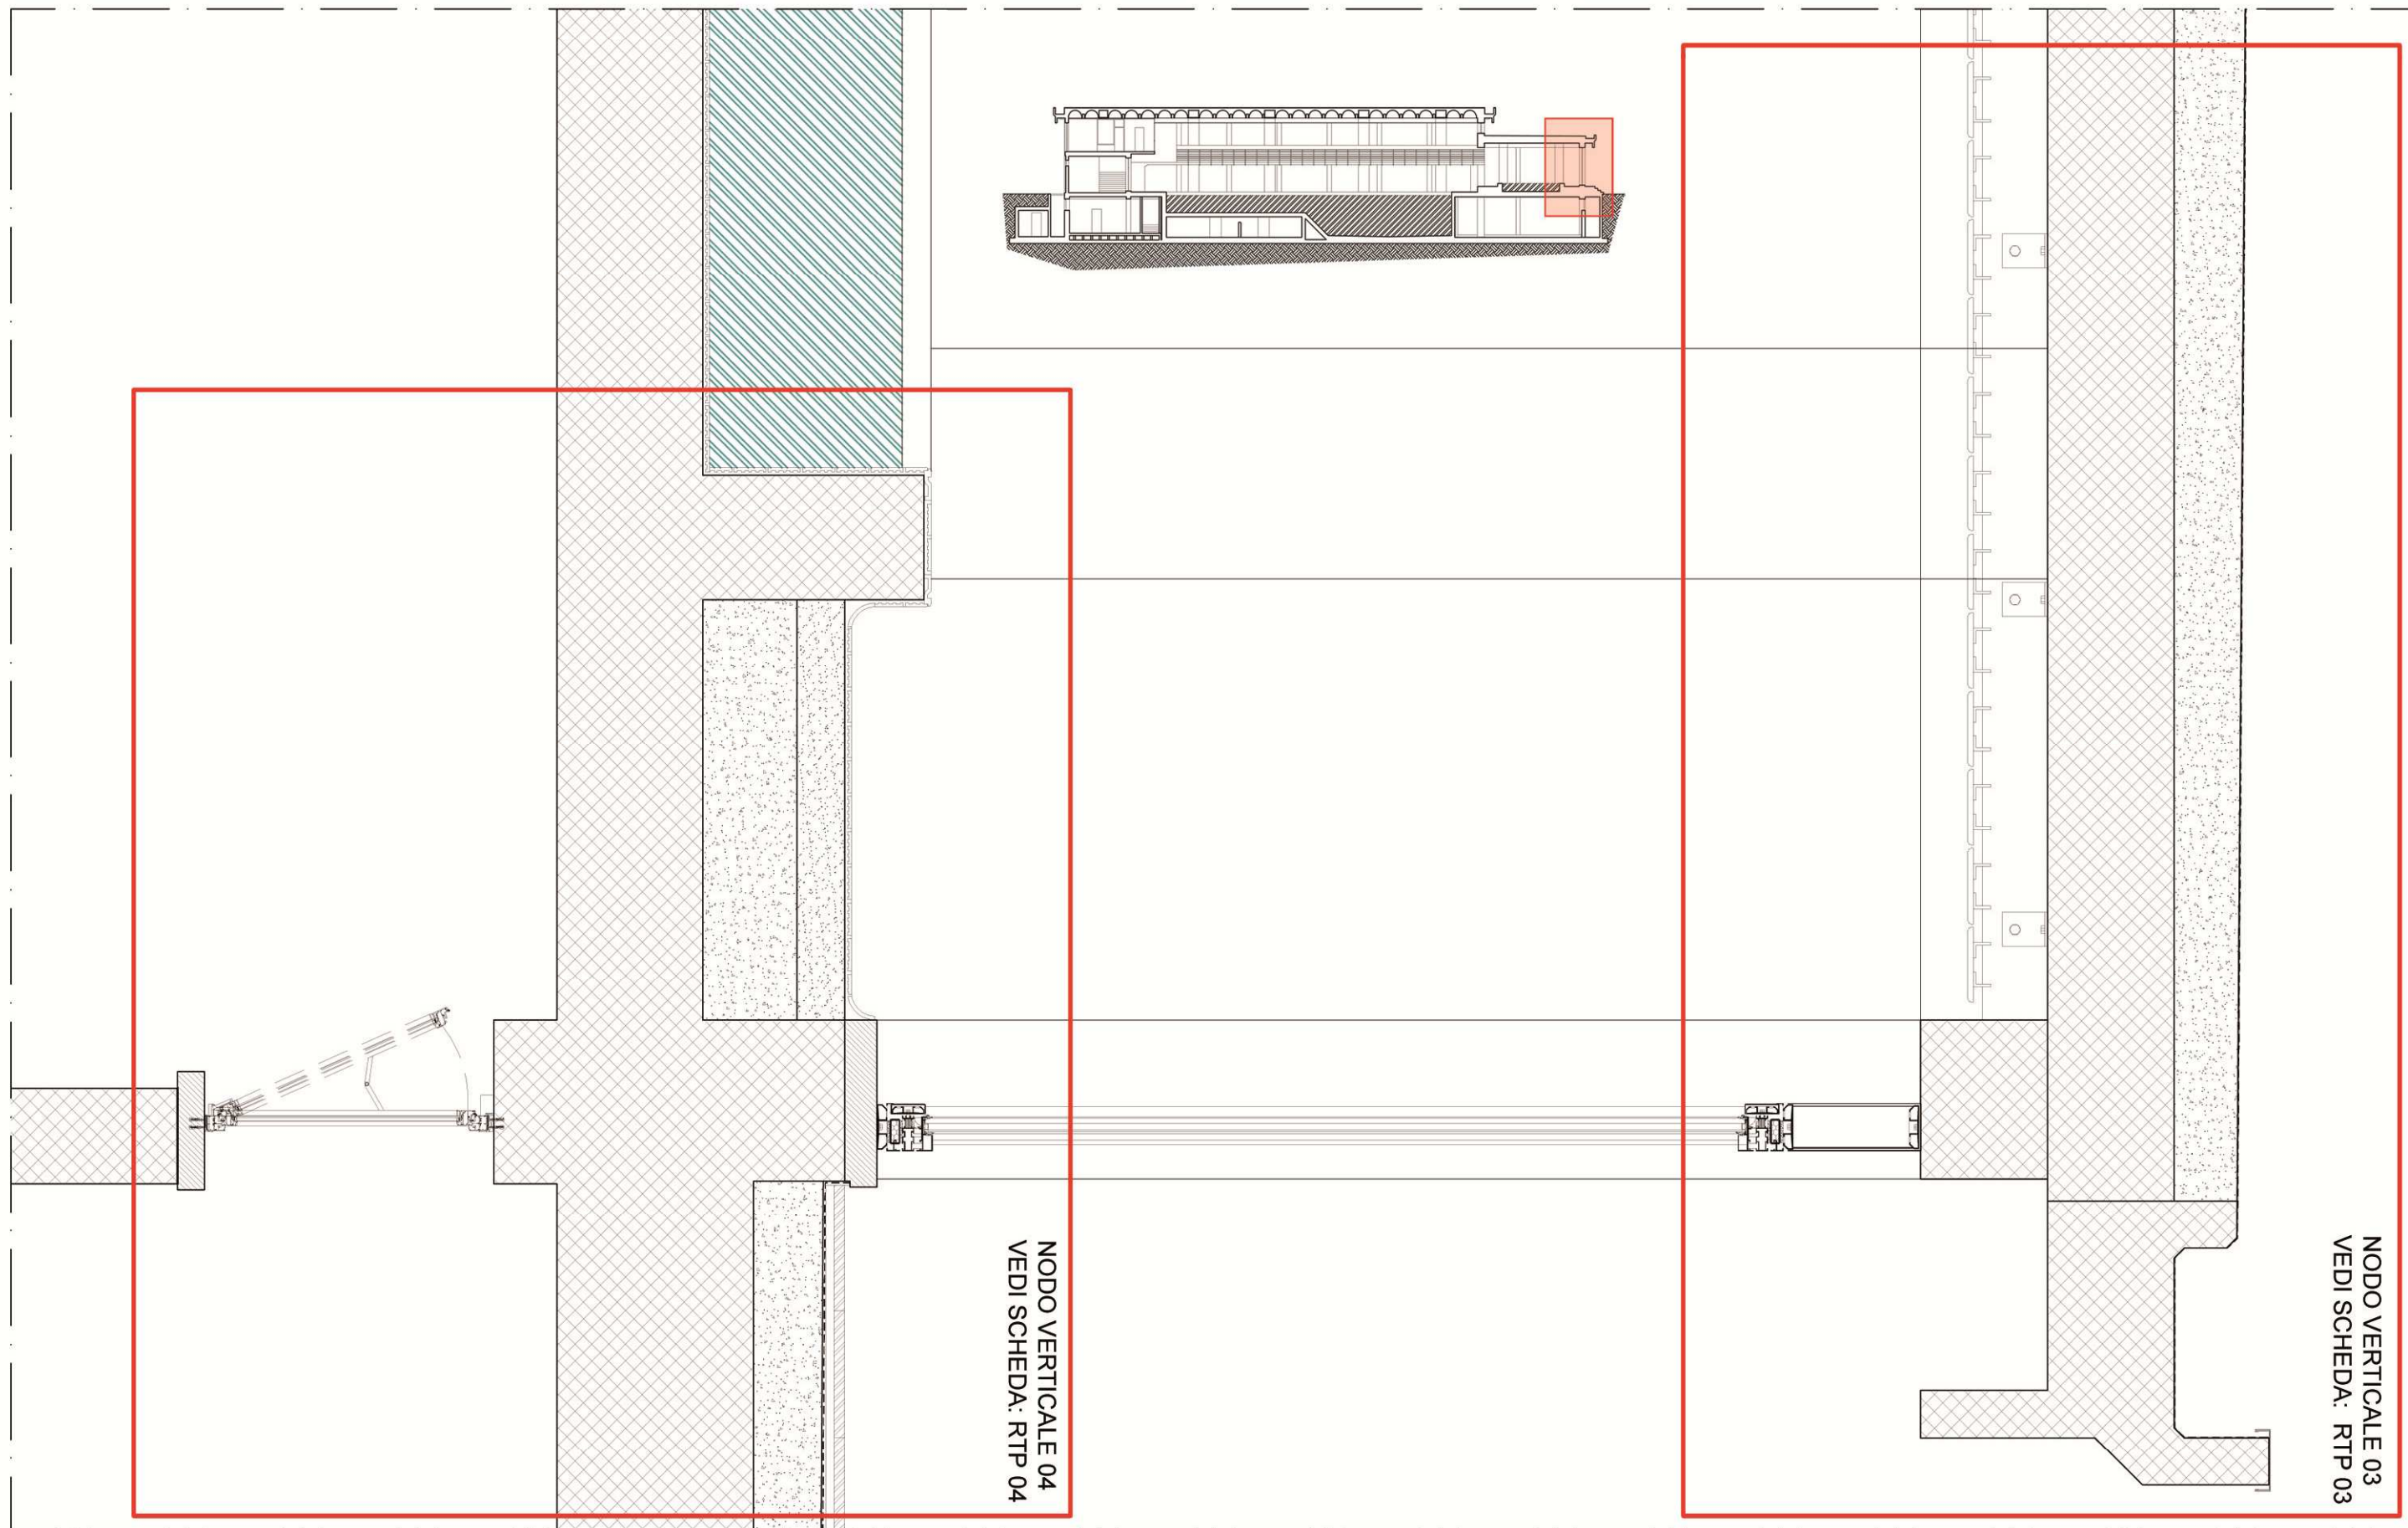 NODO VERTICALE 03
VEDI SCHEDA: RTP 03
NODO VERTICALE 04
VEDI SCHEDA: RTP 04